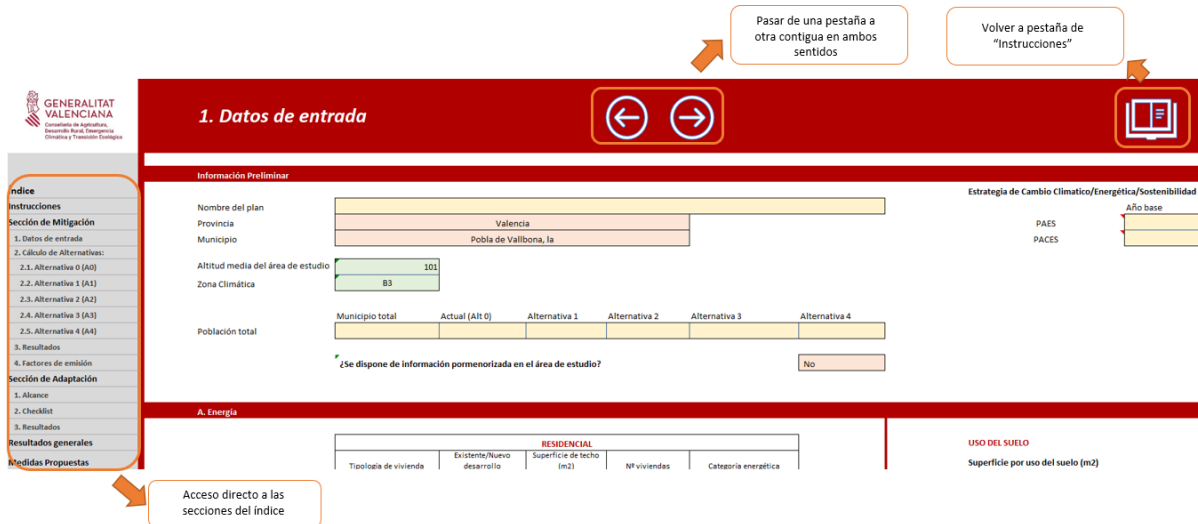 Pasar de una pestaña a
otra contigua en ambos
sentidos
Volver a pestaña de
“Instrucciones”
GENERALITAT
VALENCIANA
Conselleria de Agricultura,
Desarrollo Rural, Emergencia
Climática y Transición Ecológica
1. Datos de entrada
Índice
Instrucciones
Sección de Mitigación
1. Datos de entrada
2. Cálculo de Alternativas:
2.1. Alternativa 0 (A0)
2.2. Alternativa 1 (A1)
2.3. Alternativa 2 (A2)
2.4. Alternativa 3 (A3)
2.5. Alternativa 4 (A4)
3. Resultados
4. Factores de emisión
Sección de Adaptación
1. Alcance
2. Checklist
3. Resultados
Resultados generales
Medidas Propuestas
Información Preliminar
Nombre del plan
Provincia Valencia
Municipio Pobla de Vallbona, la
Altitud media del área de estudio 101
Zona Climática B3
Municipio total Actual (Alt 0) Alternativa 1 Alternativa 2 Alternativa 3 Alternativa 4
Población total
¿Se dispone de información pormenorizada en el área de estudio? No
Estrategia de Cambio Climatico/Energética/Sostenibilidad
Año base
PAES
PACES
A. Energía
RESIDENCIAL
Tipología de vivienda Existente/Nuevo desarrollo Superficie de techo (m2) Nº viviendas Categoría energética
USO DEL SUELO
Superficie por uso del suelo (m2)
Acceso directo a las
secciones del índice